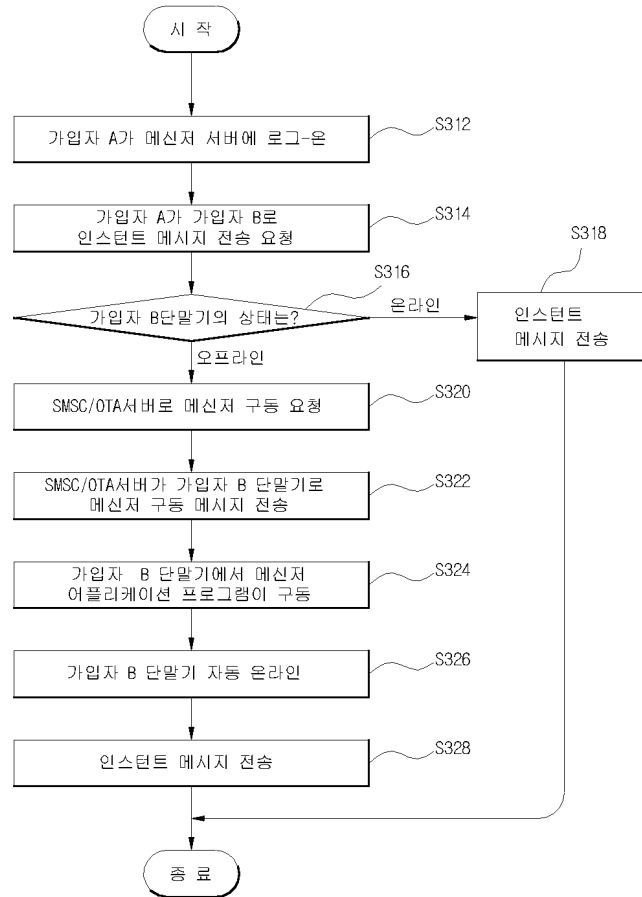 시 작
가입자 A가 메신저 서버에 로그-온
S312
가입자 A가 가입자 B로
인스턴트 메시지 전송 요청
S314
S316
가입자 B단말기의 상태는?
온라인
S318
인스턴트
메시지 전송
오프라인
SMSC/OTA서버로 메신저 구동 요청
S320
SMSC/OTA서버가 가입자 B 단말기로
메신저 구동 메시지 전송
S322
가입자 B 단말기에서 메신저
어플리케이션 프로그램이 구동
S324
가입자 B 단말기 자동 온라인
S326
인스턴트 메시지 전송
S328
종 료